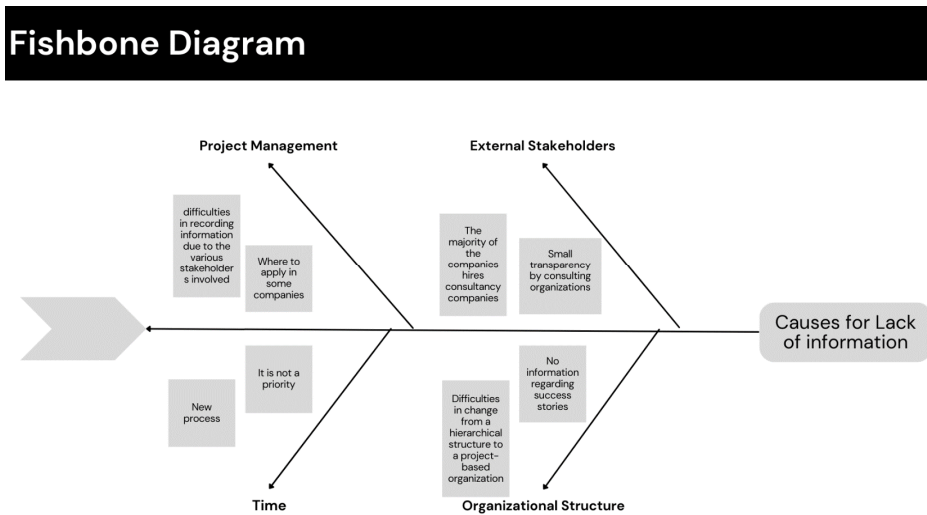 Fishbone Diagram
Project Management
External Stakeholders
difficulties
in recording
information
due to the
various
stakeholder
s involved
Where to
apply in
some
companies
The
majority of
the
companies
hires
consultancy
companies
Small
transparency
by consulting
organizations
Causes for Lack
of information
It is not a
priority
New
process
No
information
regarding
success
stories
Difficulties
in change
from a
hierarchical
structure to
a project-
based
organization
Time
Organizational Structure